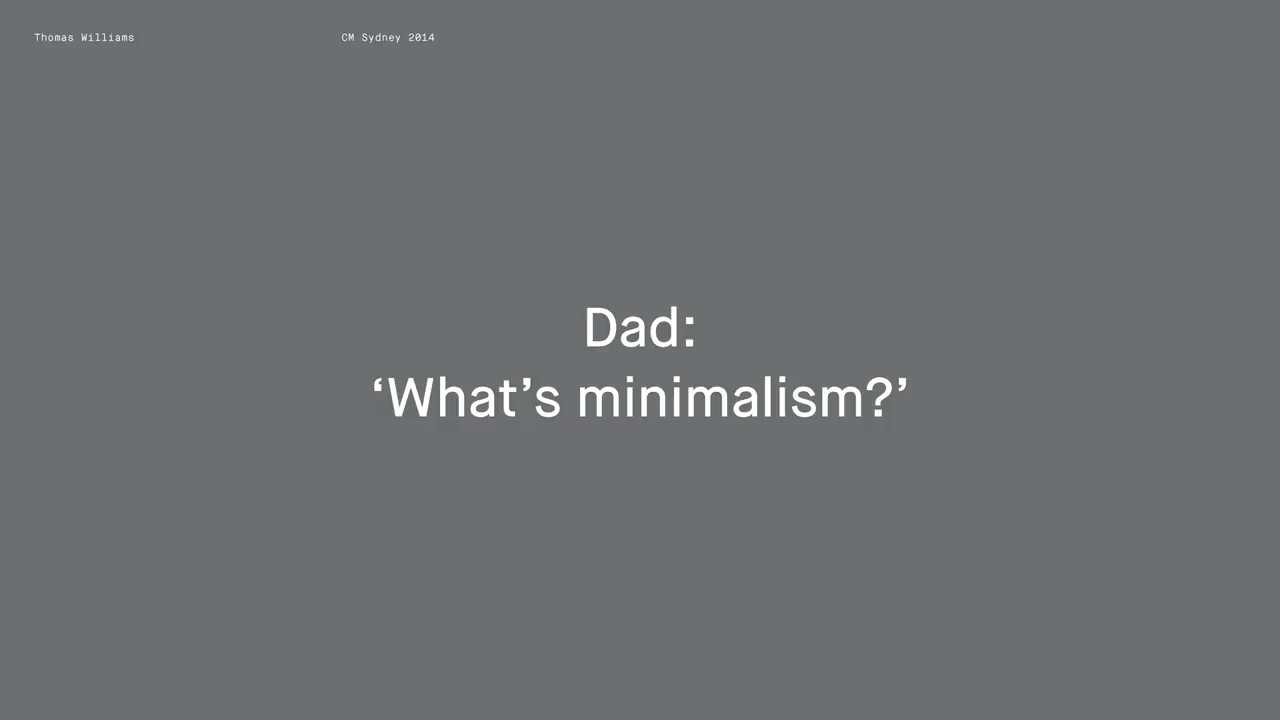 Thomas Williams
CM Sydney 2014
Dad:
‘What’s minimalism?’